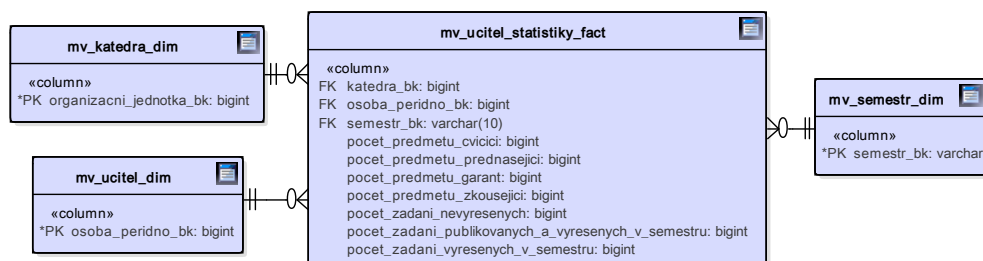 mv_katedra_dim
«column»
*PK organizacni_jednotka_bk: bigint
mv_ucitel_dim
«column»
*PK osoba_peridno_bk: bigint
mv_ucitel_statistiky_fact
«column»
FK katedra_bk: bigint
FK osoba_peridno_bk: bigint
FK semestr_bk: varchar(10)
pocet_predmetu_cvicici: bigint
pocet_predmetu_prednasejici: bigint
pocet_predmetu_garant: bigint
pocet_predmetu_zkousejici: bigint
pocet_zadani_nevyresenych: bigint
pocet_zadani_publikovanych_a_vyresenych_v_semestru: bigint
pocet_zadani_vyresenych_v_semestru: bigint
mv_semestr_dim
«column»
*PK semestr_bk: varchar